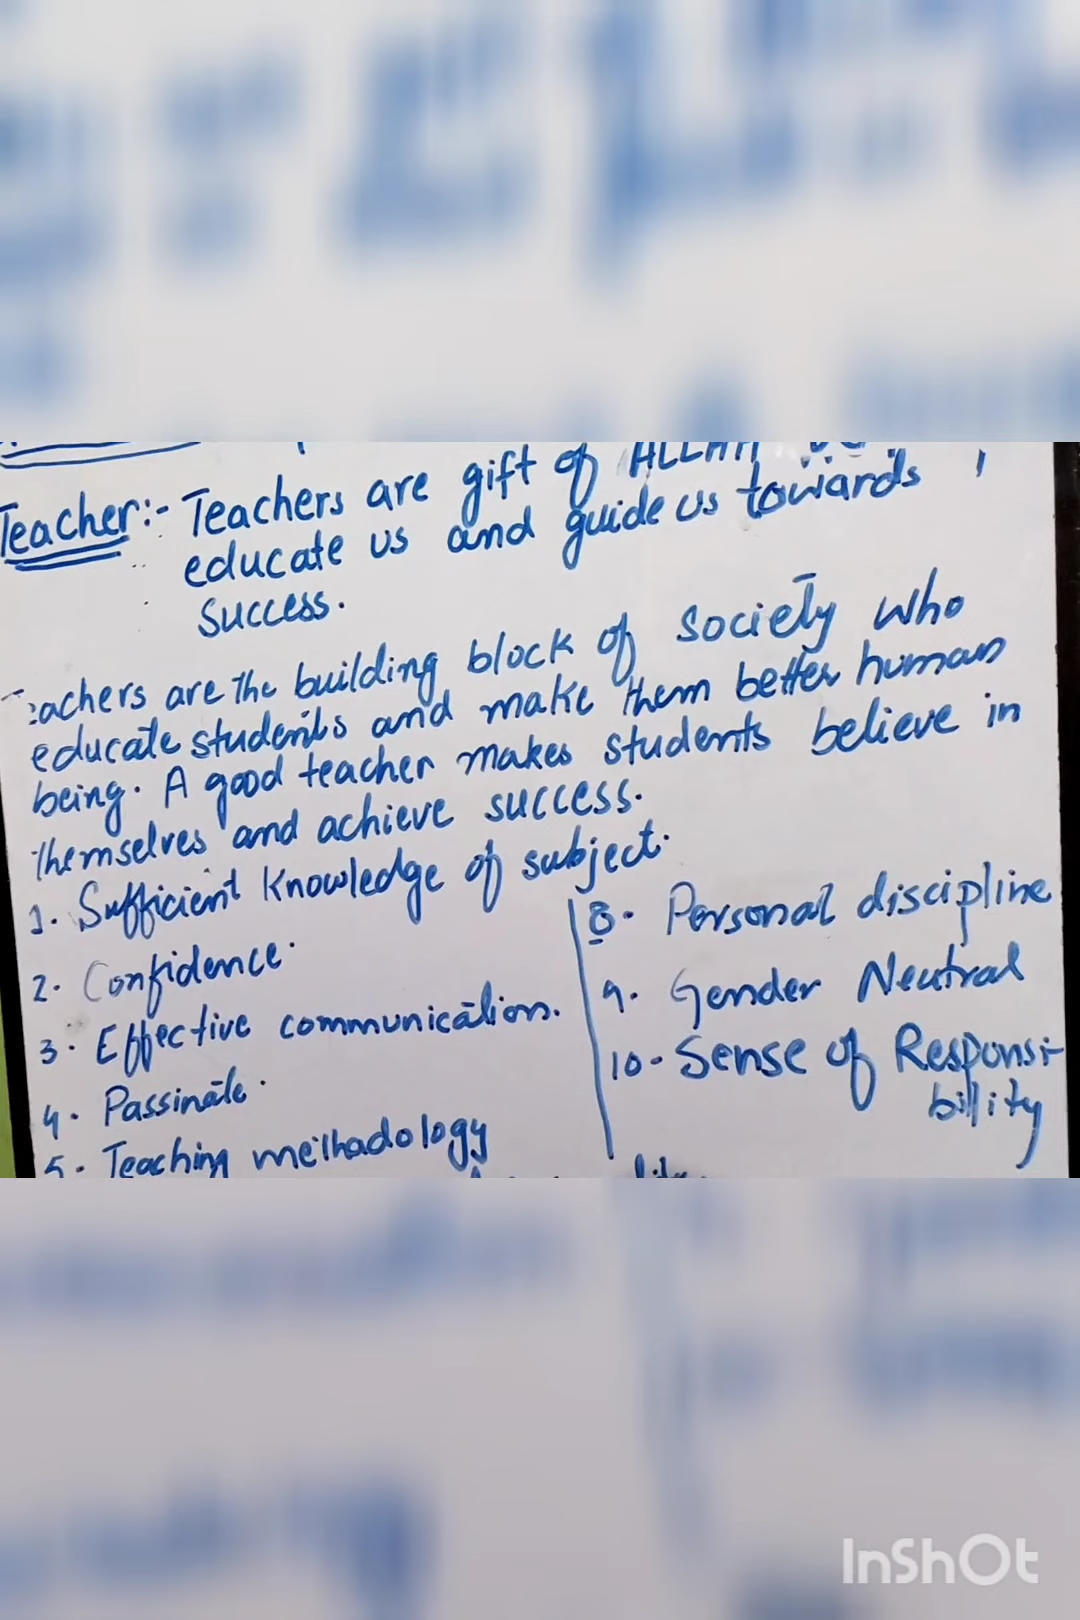 Teacher:- Teachers are gift of ALLAH
educate us and guide us towards
success.
Teachers are the building block of society who
educate students and make them better human
being. A good teacher makes students believe in
themselves and achieve success.
1. Sufficient Knowledge of subject.
2. Confidence.
3. Effective communication.
4. Passinate.
5. Teaching methadology
8. Personal discipline
9. Gender Neutral
10. Sense of Responsi-
billity
InShOt